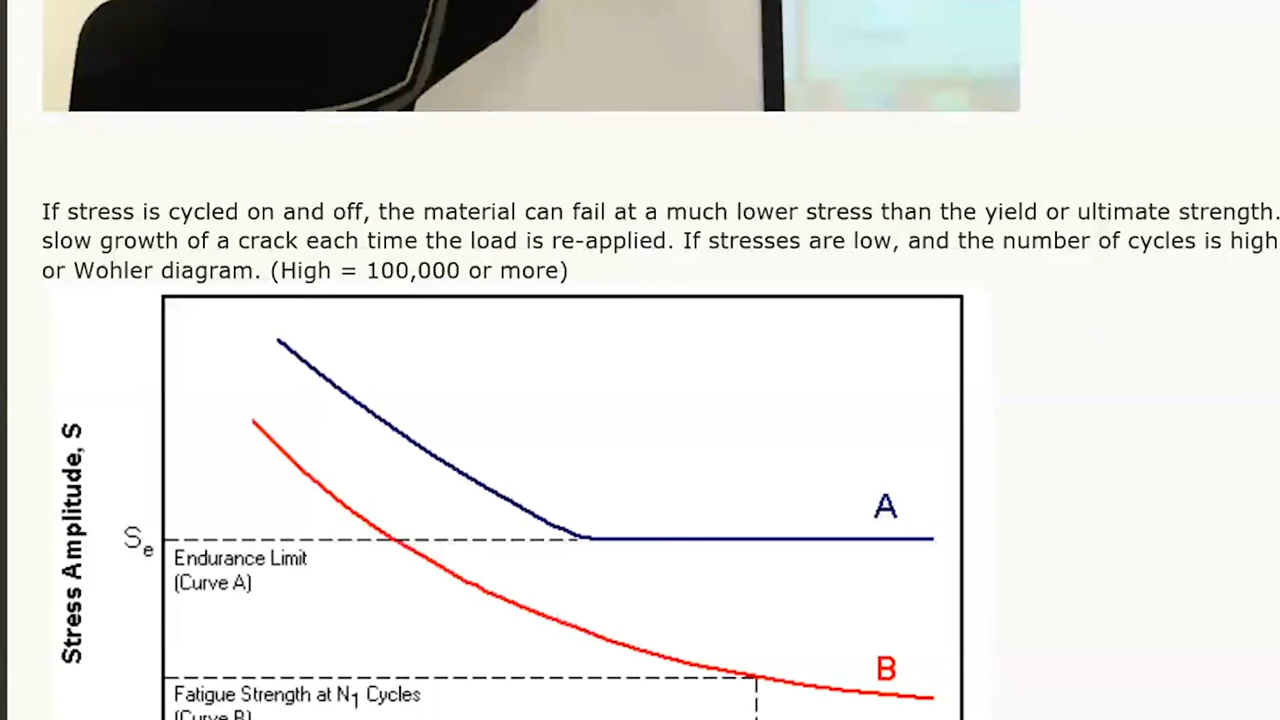 If stress is cycled on and off, the material can fail at a much lower stress than the yield or ultimate strength.
slow growth of a crack each time the load is re-applied. If stresses are low, and the number of cycles is high
or Wohler diagram. (High = 100,000 or more)
Stress Amplitude, S
A
Se
Endurance Limit
(Curve A)
B
Fatigue Strength at N1 Cycles
(Curve B)